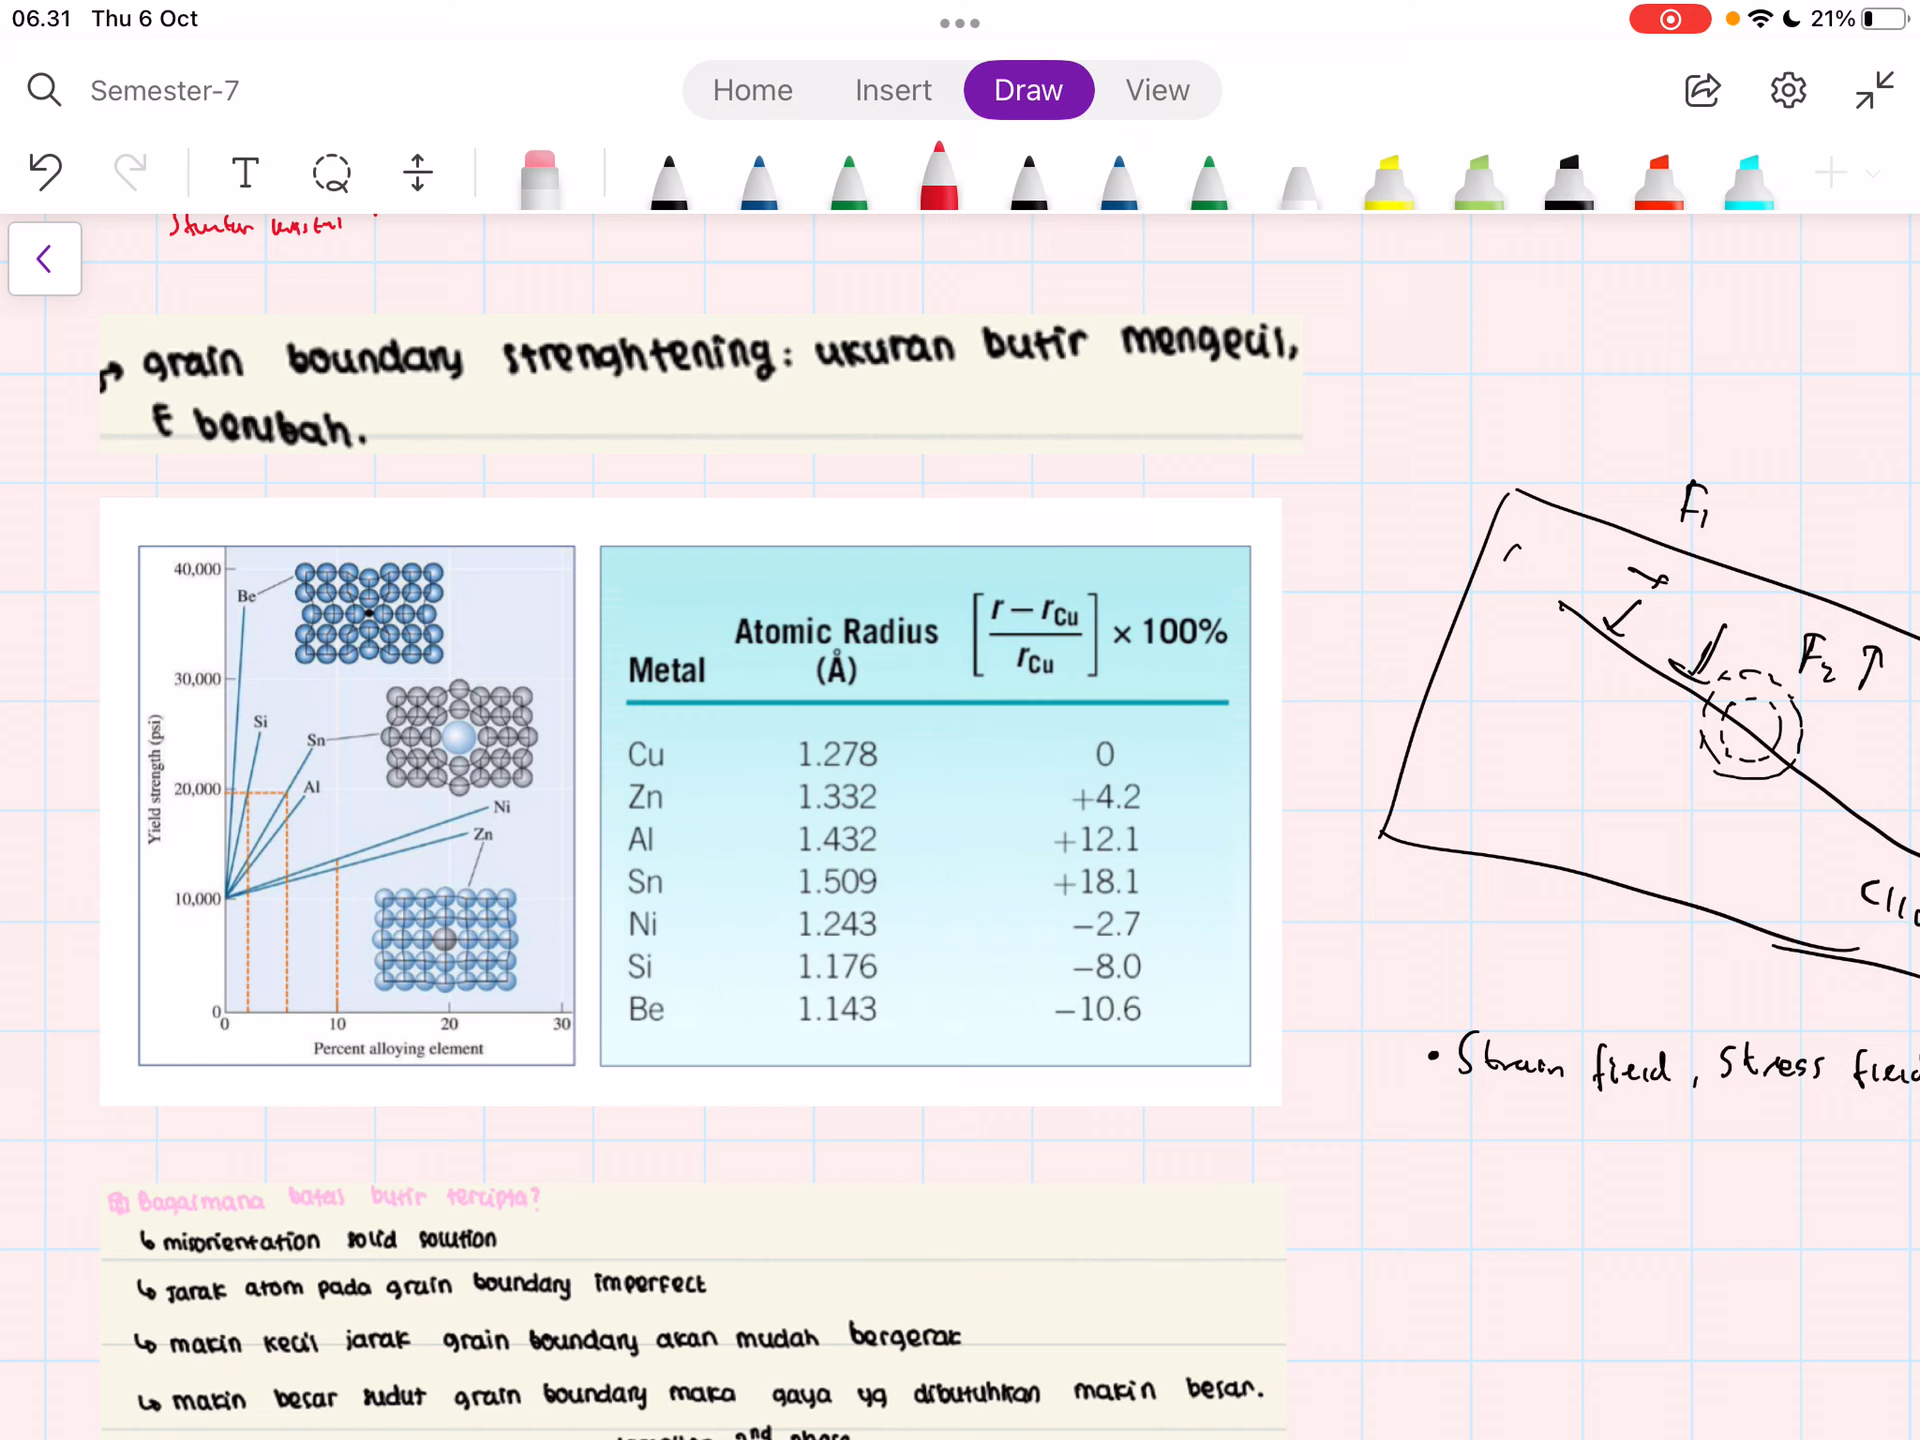 06.31 Thu 6 Oct
21%
Semester-7
Home Insert Draw View
Struktur kristal
grain boundary strenghtening: ukuran butir mengecil,
E berubah.
40,000
30,000
20,000
10,000
0
0 10 20 30
Yield strength (psi)
Percent alloying element
Be
Si
Sn
Al
Ni
Zn
Metal Atomic Radius (Å) [r − rCu / rCu] × 100%
Cu 1.278 0
Zn 1.332 +4.2
Al 1.432 +12.1
Sn 1.509 +18.1
Ni 1.243 −2.7
Si 1.176 −8.0
Be 1.143 −10.6
F₁
F₂ ↑
• Strain field, Stress field
Bagaimana batas butir tercipta?
↳ misorientation solid solution
↳ Jarak atom pada grain boundary imperfect
↳ makin kecil jarak grain boundary akan mudah bergerak
↳ makin besar sudut grain boundary maka gaya yg dibutuhkan makin besar.
and phase